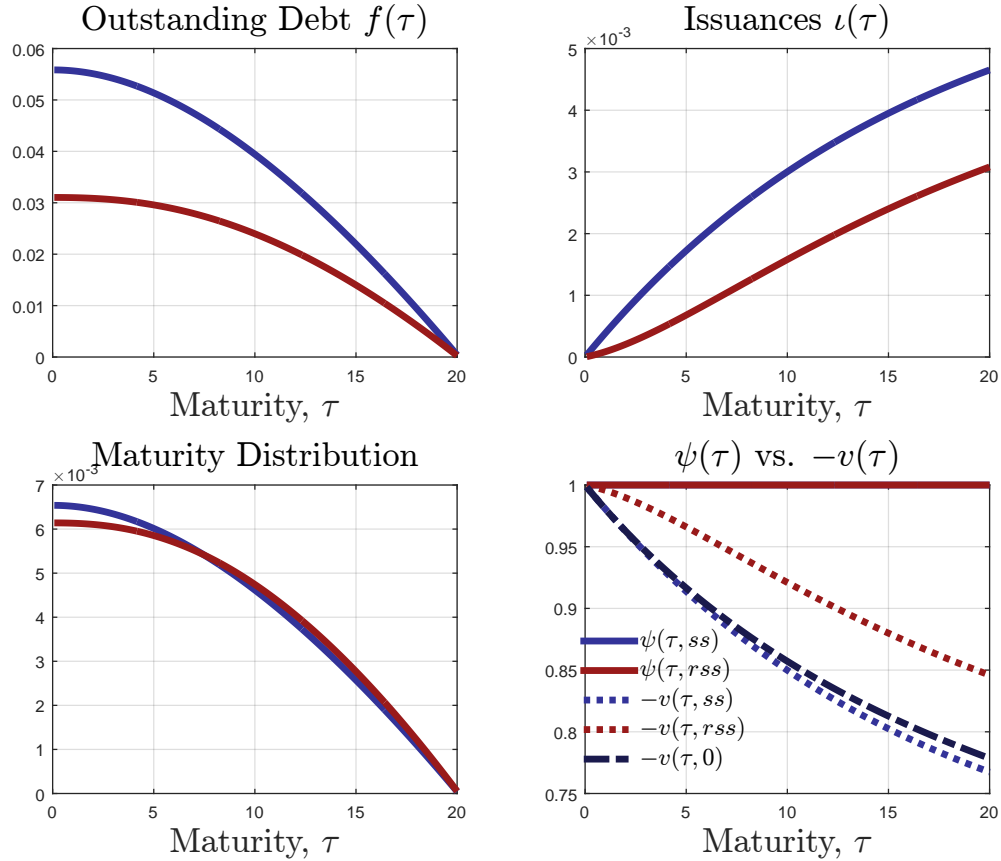 Outstanding Debt f(τ)
0.06
0.05
0.04
0.03
0.02
0.01
0
0 5 10 15 20
Maturity, τ
Issuances ι(τ)
×10⁻³
5
4
3
2
1
0
0 5 10 15 20
Maturity, τ
Maturity Distribution
×10⁻³
7
6
5
4
3
2
1
0
0 5 10 15 20
Maturity, τ
ψ(τ) vs. −v(τ)
1
0.95
0.9
0.85
0.8
0.75
ψ(τ, ss)
ψ(τ, rss)
−v(τ, ss)
−v(τ, rss)
−v(τ, 0)
0 5 10 15 20
Maturity, τ